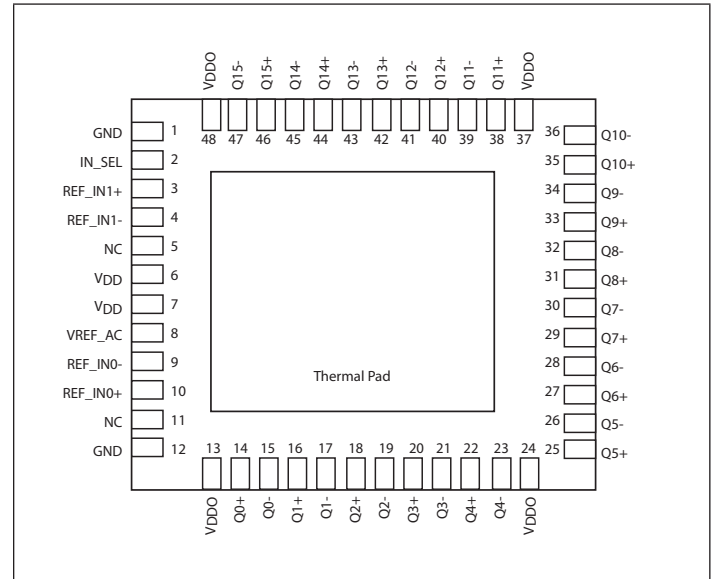 VDDO Q15- Q15+ Q14- Q14+ Q13- Q13+ Q12- Q12+ Q11- Q11+ VDDO
48 47 46 45 44 43 42 41 40 39 38 37
GND 1
IN_SEL 2
REF_IN1+ 3
REF_IN1- 4
NC 5
VDD 6
VDD 7
VREF_AC 8
REF_IN0- 9
REF_IN0+ 10
NC 11
GND 12
Thermal Pad
36 Q10-
35 Q10+
34 Q9-
33 Q9+
32 Q8-
31 Q8+
30 Q7-
29 Q7+
28 Q6-
27 Q6+
26 Q5-
25 Q5+
13 14 15 16 17 18 19 20 21 22 23 24
VDDO Q0+ Q0- Q1+ Q1- Q2+ Q2- Q3+ Q3- Q4+ Q4- VDDO